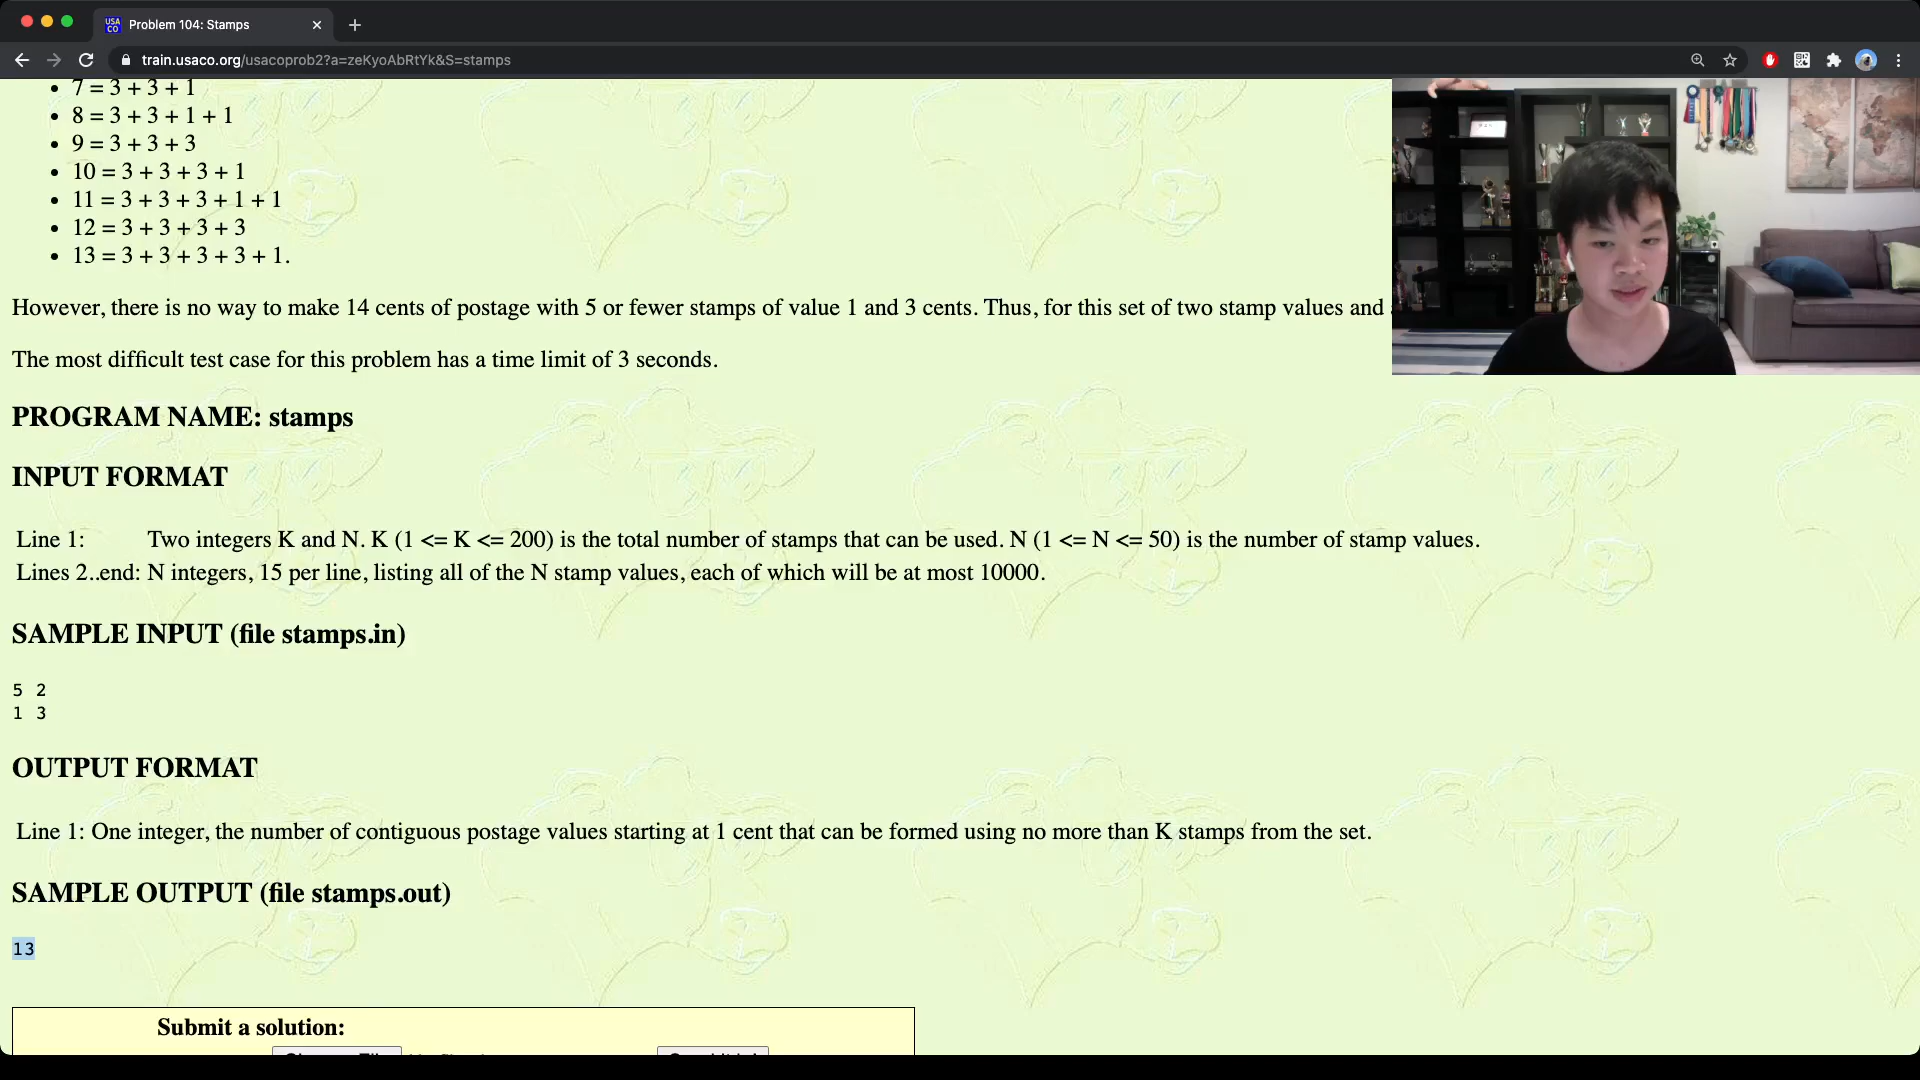 Problem 104: Stamps
train.usaco.org/usacoprob2?a=zeKyoAbRtYk&S=stamps
• 7 = 3 + 3 + 1
• 8 = 3 + 3 + 1 + 1
• 9 = 3 + 3 + 3
• 10 = 3 + 3 + 3 + 1
• 11 = 3 + 3 + 3 + 1 + 1
• 12 = 3 + 3 + 3 + 3
• 13 = 3 + 3 + 3 + 3 + 1.
However, there is no way to make 14 cents of postage with 5 or fewer stamps of value 1 and 3 cents. Thus, for this set of two stamp values and
The most difficult test case for this problem has a time limit of 3 seconds.
PROGRAM NAME: stamps
INPUT FORMAT
Line 1: Two integers K and N. K (1 <= K <= 200) is the total number of stamps that can be used. N (1 <= N <= 50) is the number of stamp values.
Lines 2..end: N integers, 15 per line, listing all of the N stamp values, each of which will be at most 10000.
SAMPLE INPUT (file stamps.in)
5 2
1 3
OUTPUT FORMAT
Line 1: One integer, the number of contiguous postage values starting at 1 cent that can be formed using no more than K stamps from the set.
SAMPLE OUTPUT (file stamps.out)
13
Submit a solution: